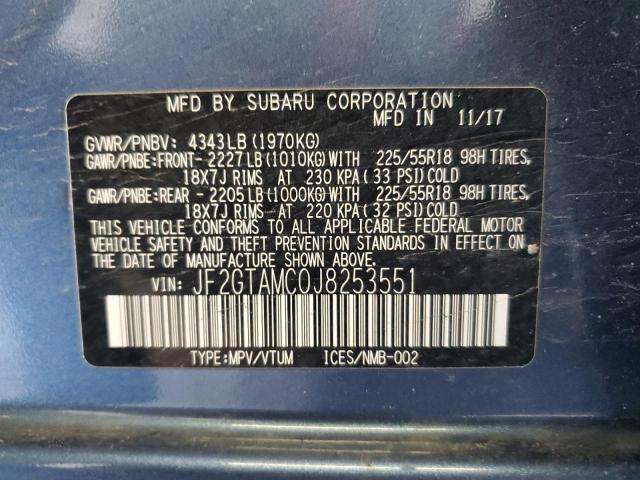 MFD BY SUBARU CORPORATION
MFD IN 11/17
GVWR/PNBV: 4343LB(1970KG)
GAWR/PNBE:FRONT-2227LB(1010KG)WITH 225/55R18 98H TIRES,
18X7J RIMS AT 230 KPA(33 PSI)COLD
GAWR/PNBE:REAR -2205LB(1000KG)WITH 225/55R18 98H TIRES,
18X7J RIMS AT 220 KPA(32 PSI)COLD
THIS VEHICLE CONFORMS TO ALL APPLICABLE FEDERAL MOTOR
VEHICLE SAFETY STANDARDS IN EFFECT
ON THE DATE OF MANUFACTURE SHOWN ABOVE.
VIN: JF2GTAMC0J8253551
TYPE:MPV/VTUM ICES/NMB-002